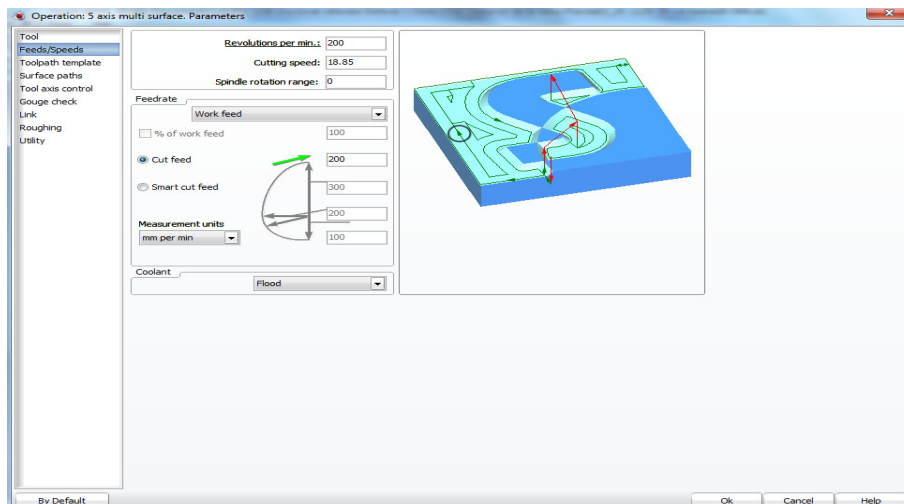 Operation: 5 axis multi surface. Parameters
Tool
Feeds/Speeds
Toolpath template
Surface paths
Tool axis control
Gouge check
Link
Roughing
Utility
Revolutions per min.: 200
Cutting speed: 18.85
Spindle rotation range: 0
Feedrate
Work feed
% of work feed 100
Cut feed 200
Smart cut feed 300
200
Measurement units
mm per min 100
Coolant
Flood
By Default Ok Cancel Help